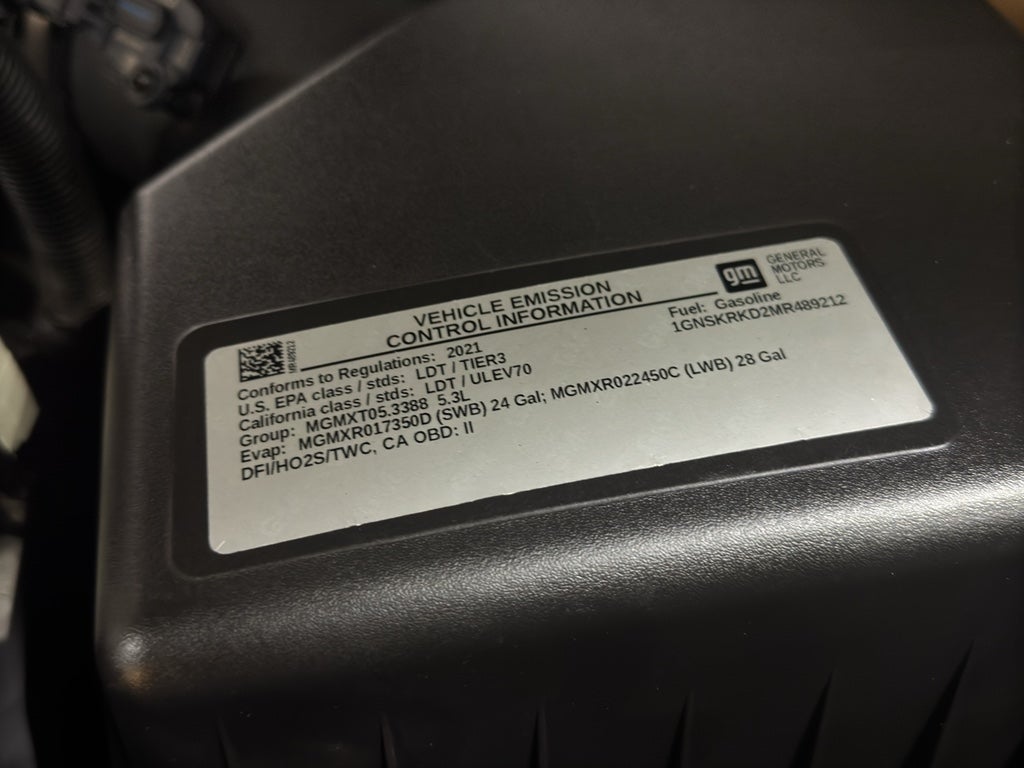 VEHICLE EMISSION
CONTROL INFORMATION
gm
GENERAL
MOTORS
LLC
Fuel: Gasoline
1GNSKRKD2MR489212
MR489212
Conforms to Regulations: 2021
U.S. EPA class / stds: LDT / TIER3
California class / stds: LDT / ULEV70
Group: MGMXT05.3388 5.3L
Evap: MGMXR017350D (SWB) 24 Gal; MGMXR022450C (LWB) 28 Gal
DFI/HO2S/TWC, CA OBD: II